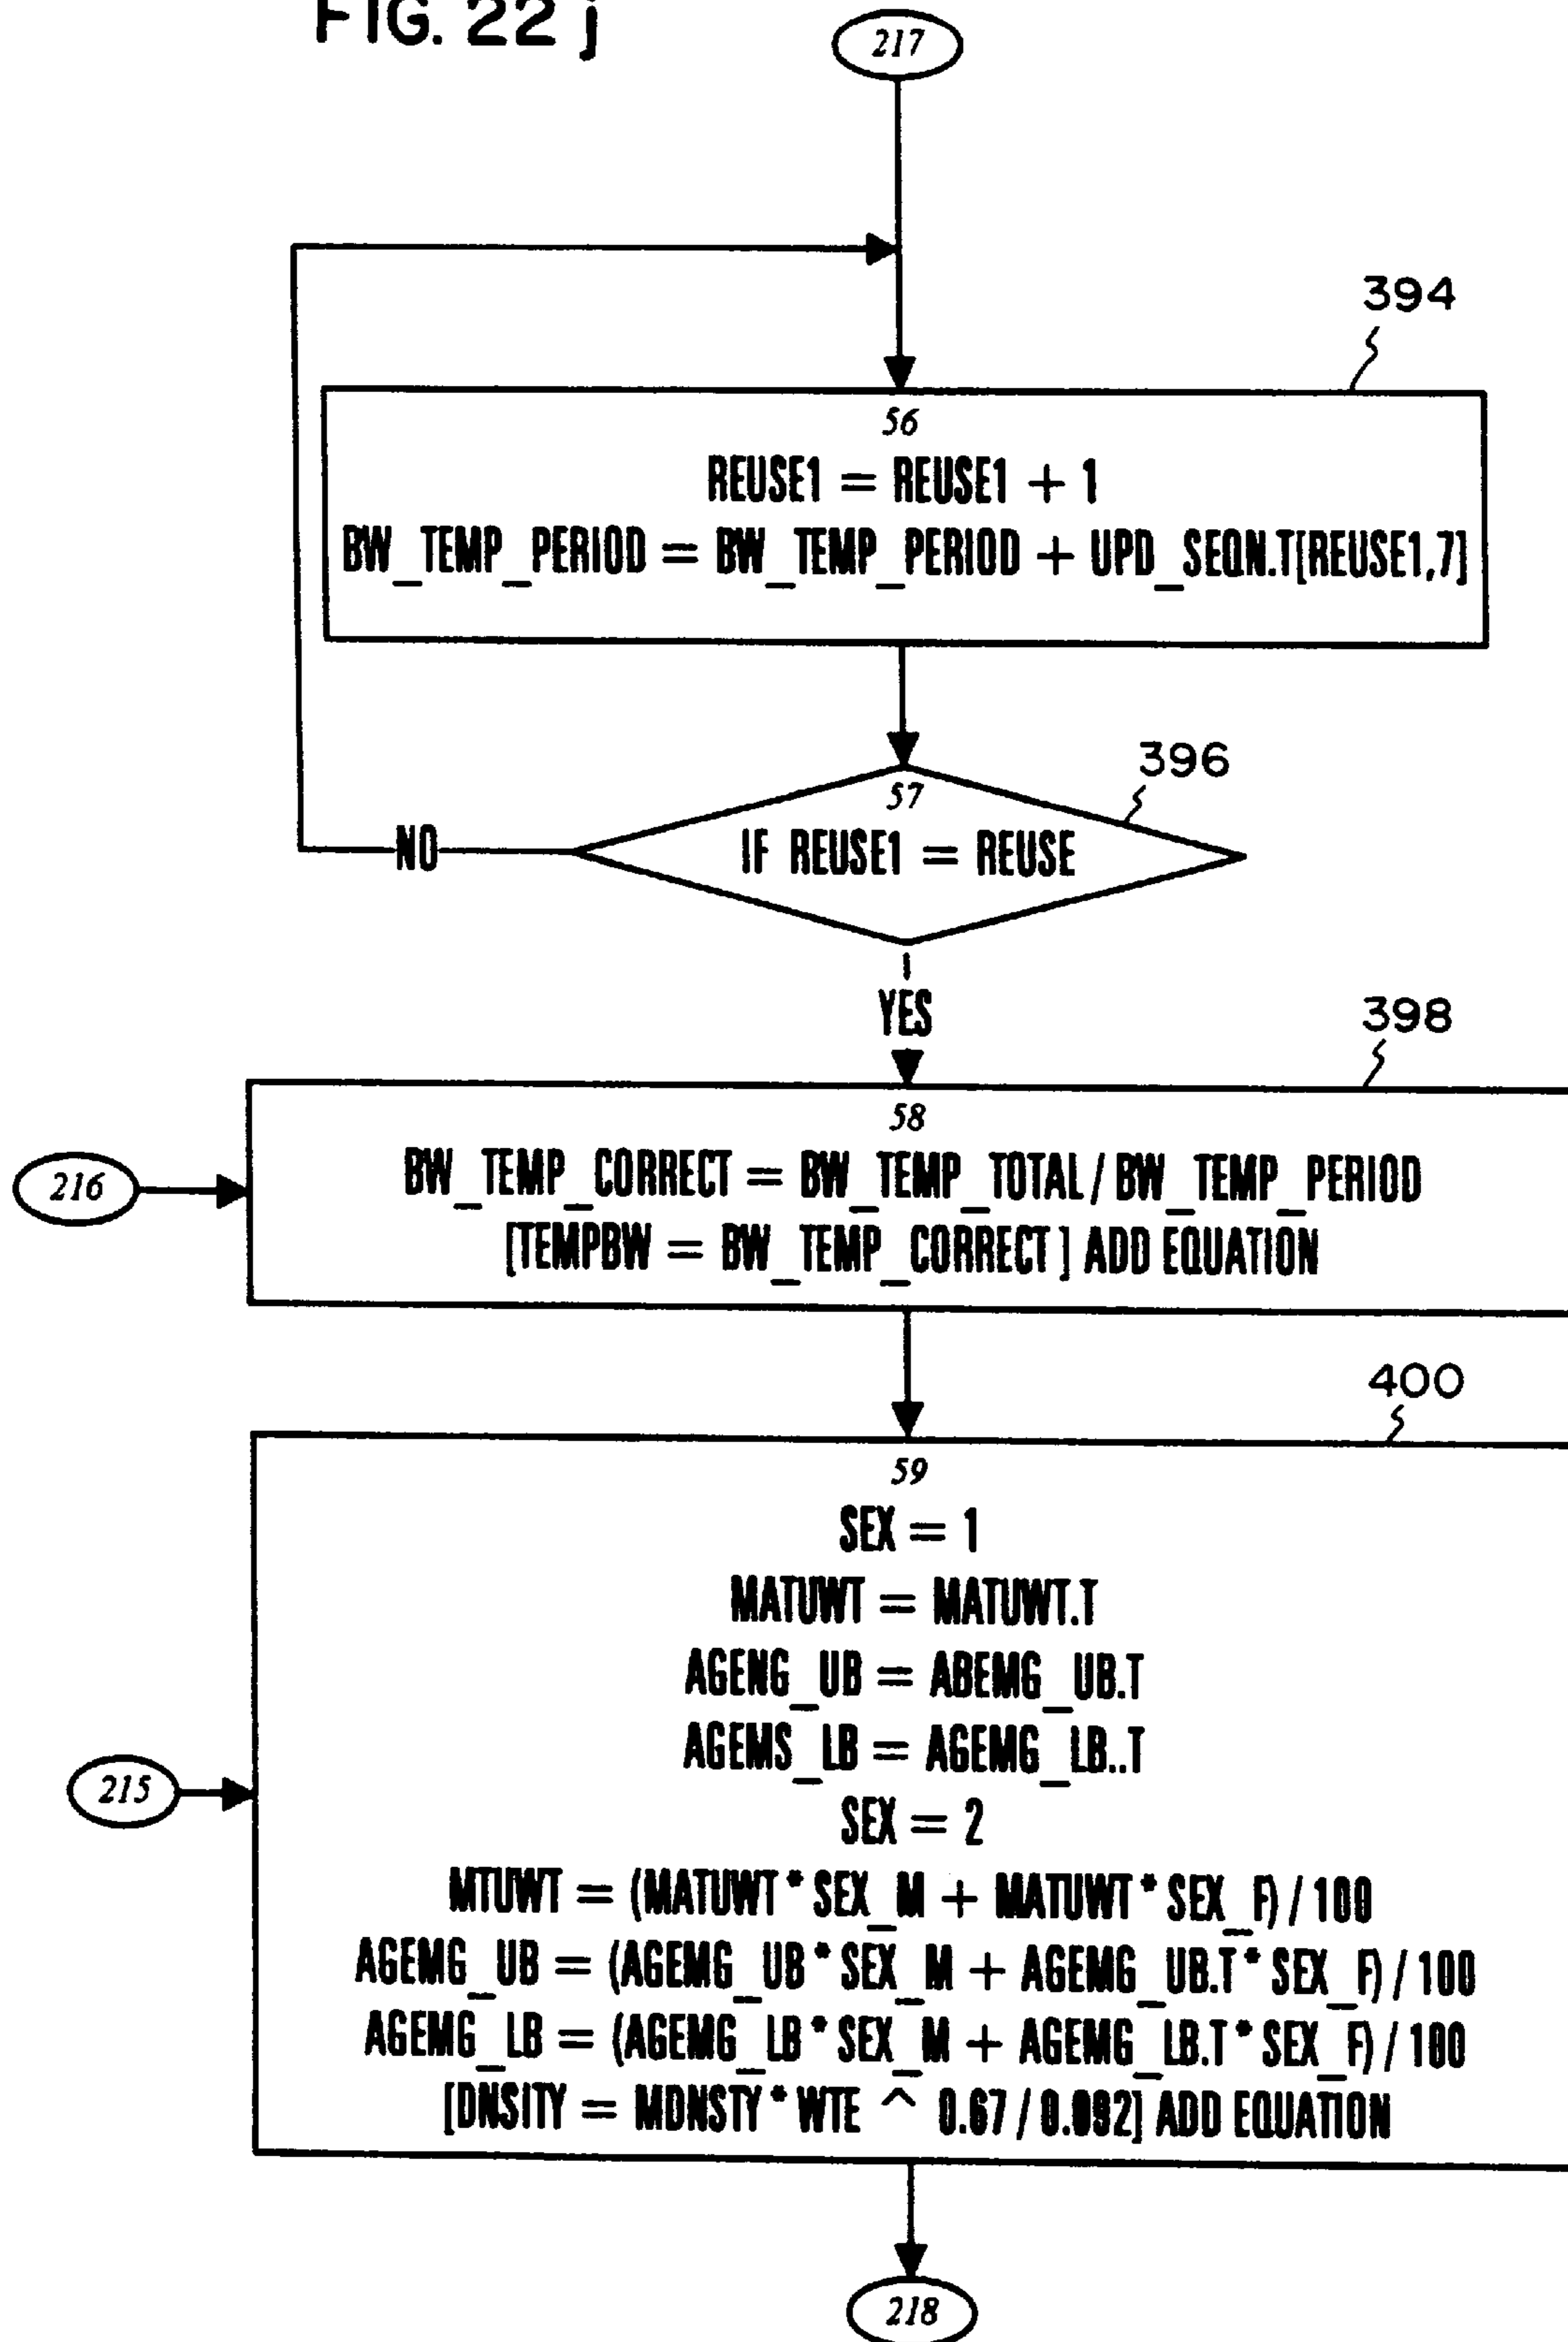 FIG. 22 j
217
394
56
REUSE1 = REUSE1 + 1
BW_TEMP_PERIOD = BW_TEMP_PERIOD + UPD_SEQN.T[REUSE1,7]
396
57
IF REUSE1 = REUSE
NO
YES
398
58
216
BW_TEMP_CORRECT = BW_TEMP_TOTAL / BW_TEMP_PERIOD
[TEMPBW = BW_TEMP_CORRECT] ADD EQUATION
400
59
SEX = 1
MATUWT = MATUWT.T
AGENG_UB = ABEMG_UB.T
AGEMS_LB = AGEMG_LB..T
215
SEX = 2
MTUWT = (MATUWT * SEX_M + MATUWT * SEX_F) / 100
AGEMG_UB = (AGEMG_UB * SEX_M + AGEMG_UB.T * SEX_F) / 100
AGEMG_LB = (AGEMG_LB * SEX_M + AGEMG_LB.T * SEX_F) / 100
[DNSITY = MDNSTY * WTE ^ 0.67 / 0.092] ADD EQUATION
218